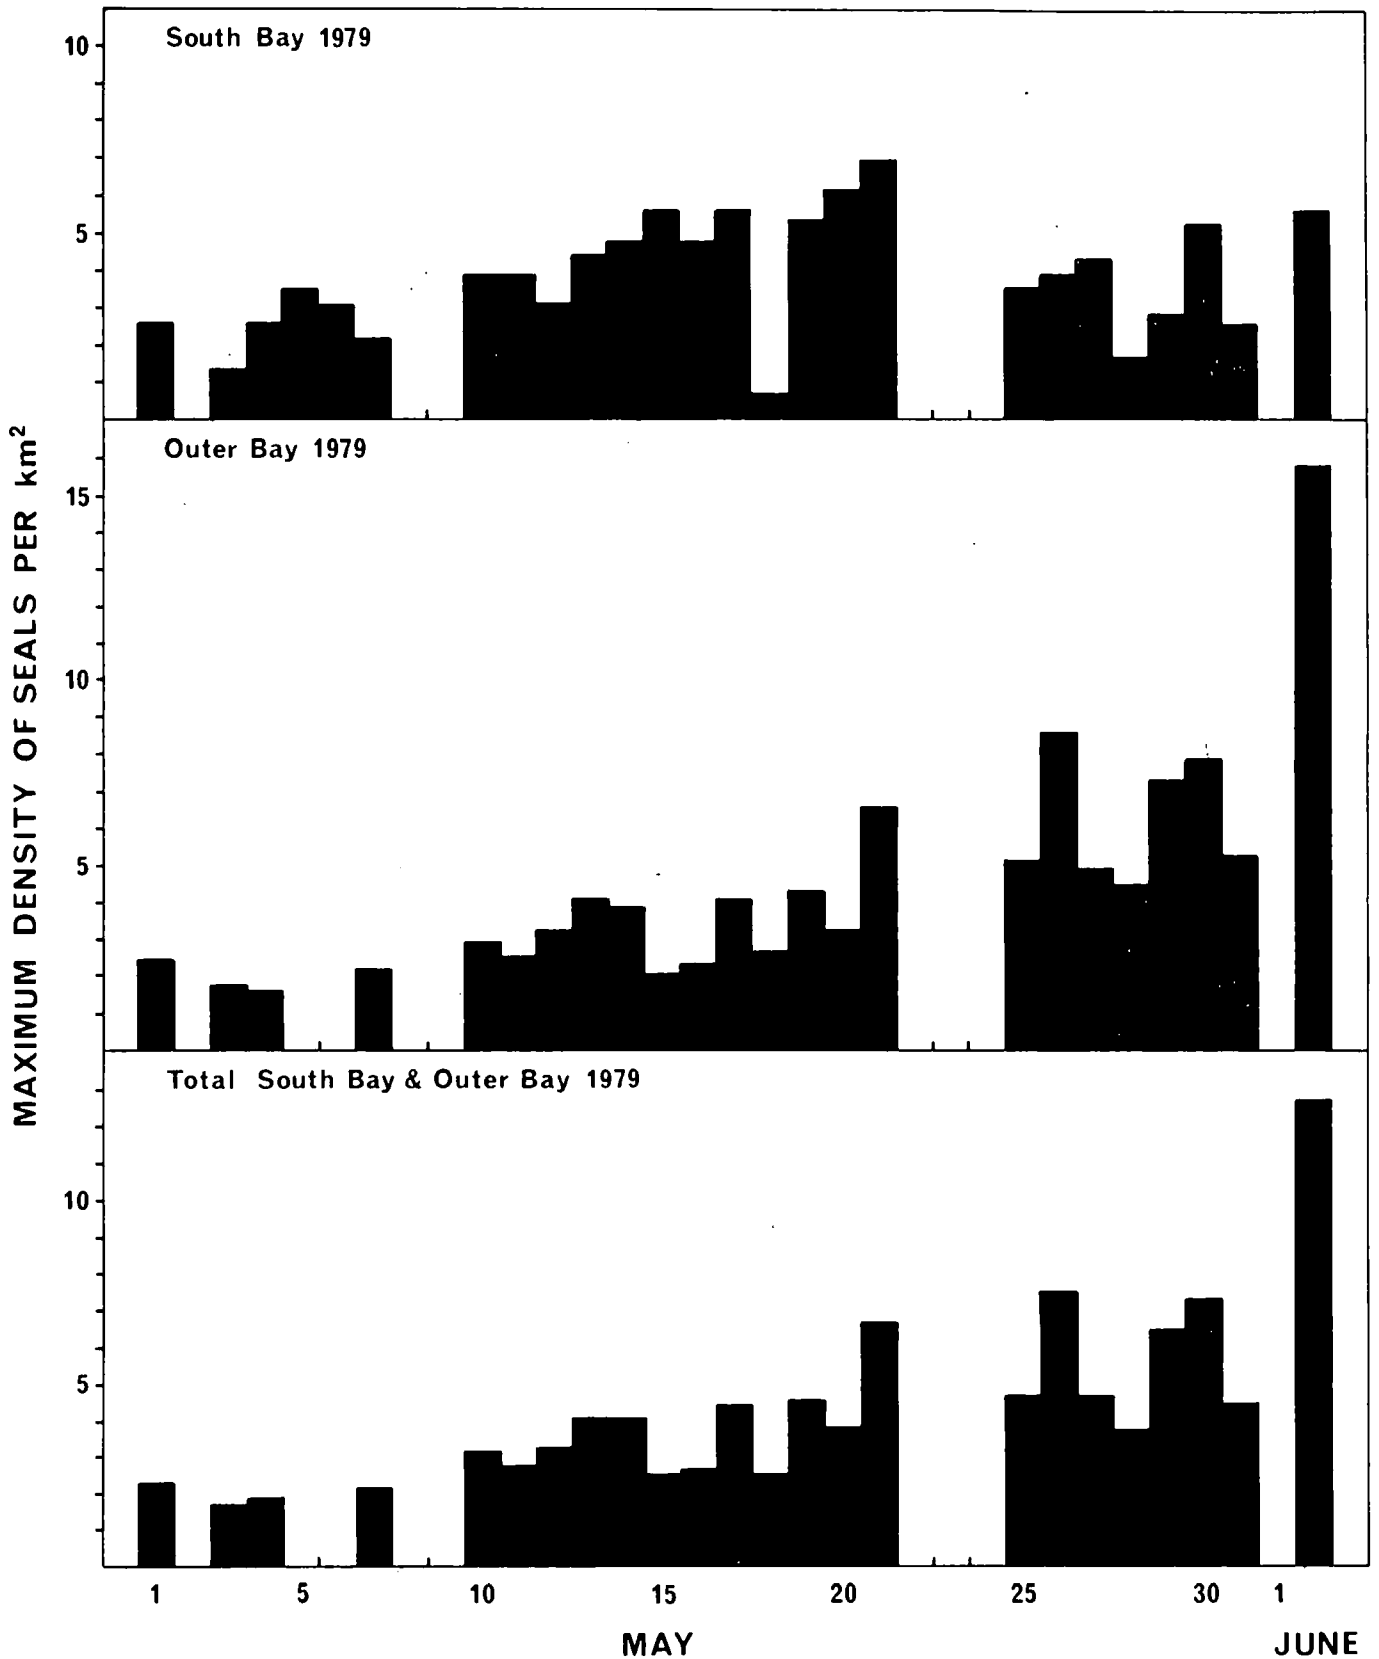 South Bay 1979
10
5
Outer Bay 1979
15
10
5
Total South Bay & Outer Bay 1979
10
5
MAXIMUM DENSITY OF SEALS PER km²
1 5 10 15 20 25 30 1
MAY JUNE